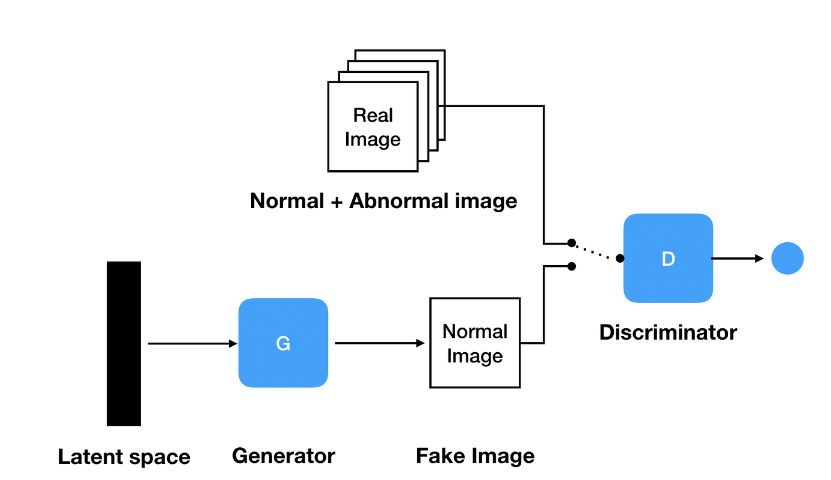 Real
Image
Normal + Abnormal image
D
Discriminator
G
Normal
Image
Latent space
Generator
Fake Image